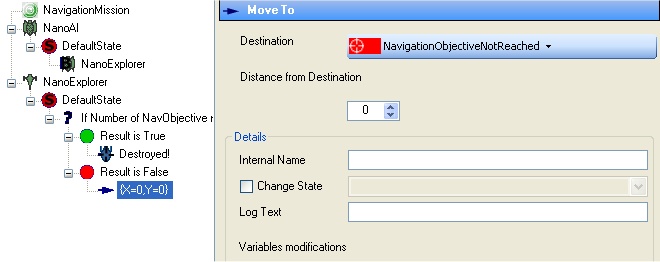 NavigationMission
NanoAI
DefaultState
NanoExplorer
NanoExplorer
DefaultState
If Number of NavObjective
Result is True
Destroyed!
Result is False
{X=0,Y=0}
Move To
Destination
NavigationObjectiveNotReached
Distance from Destination
0
Details
Internal Name
Change State
Log Text
Variables modifications